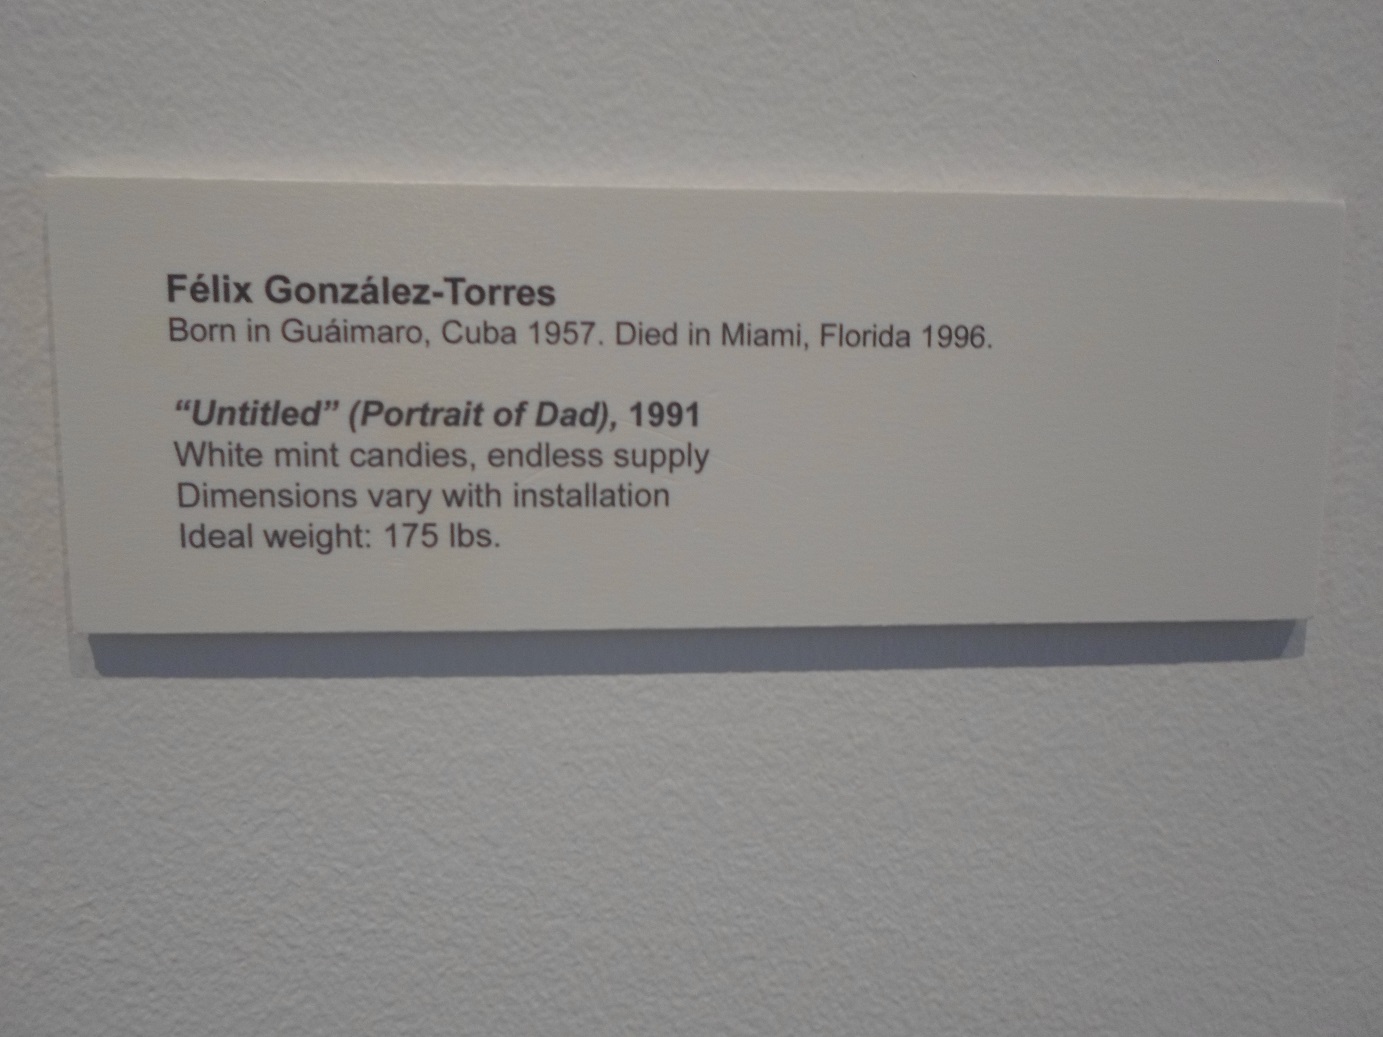 Félix González-Torres
Born in Guáimaro, Cuba 1957. Died in Miami, Florida 1996.
“Untitled” (Portrait of Dad), 1991
White mint candies, endless supply
Dimensions vary with installation
Ideal weight: 175 lbs.